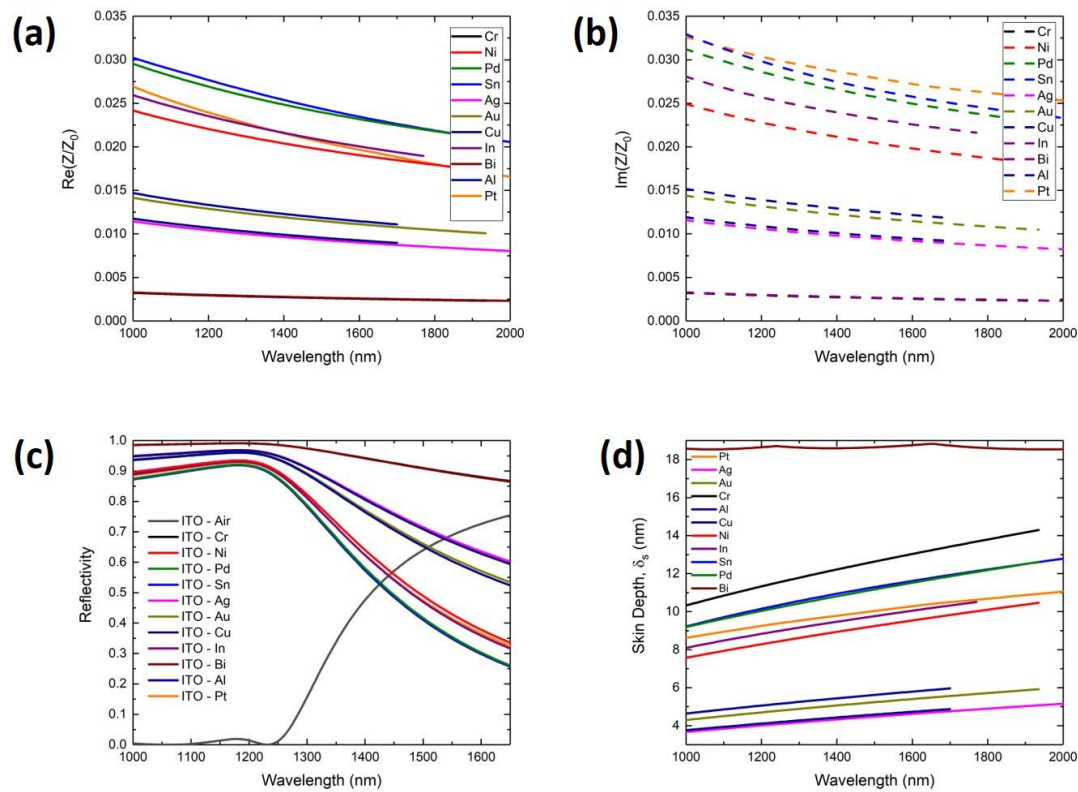 (a)
0.035
0.030
0.025
0.020
0.015
0.010
0.005
0.000
Re(Z/Z₀)
Cr
Ni
Pd
Sn
Ag
Au
Cu
In
Bi
Al
Pt
1000 1200 1400 1600 1800 2000
Wavelength (nm)
(b)
0.035
0.030
0.025
0.020
0.015
0.010
0.005
0.000
Im(Z/Z₀)
Cr
Ni
Pd
Sn
Ag
Au
Cu
In
Bi
Al
Pt
1000 1200 1400 1600 1800 2000
Wavelength (nm)
(c)
1.0
0.9
0.8
0.7
0.6
0.5
0.4
0.3
0.2
0.1
0.0
Reflectivity
ITO - Air
ITO - Cr
ITO - Ni
ITO - Pd
ITO - Sn
ITO - Ag
ITO - Au
ITO - Cu
ITO - In
ITO - Bi
ITO - Al
ITO - Pt
1000 1100 1200 1300 1400 1500 1600
Wavelength (nm)
(d)
18
16
14
12
10
8
6
4
Skin Depth, δₛ (nm)
Pt
Ag
Au
Cr
Al
Cu
Ni
In
Sn
Pd
Bi
1000 1200 1400 1600 1800 2000
Wavelength (nm)